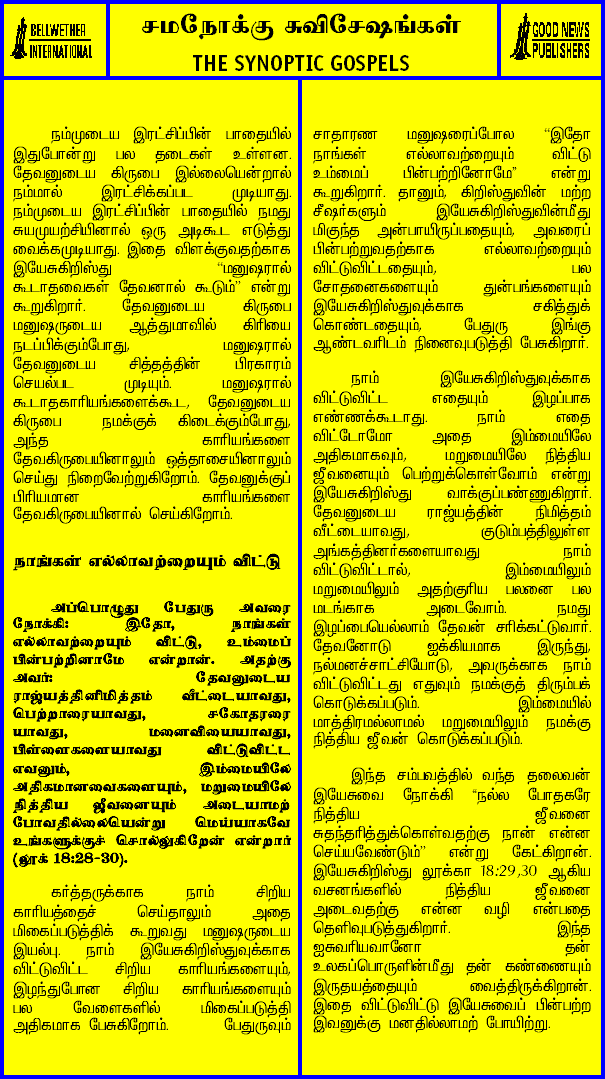 BELLWETHER
INTERNATIONAL
சமநோக்கு சுவிசேஷங்கள்
THE SYNOPTIC GOSPELS
GOOD NEWS
PUBLISHERS
நம்முடைய இரட்சிப்பின் பாதையில்
இதுபோன்று பல தடைகள் உள்ளன.
தேவனுடைய கிருபை இல்லையென்றால்
நம்மால் இரட்சிக்கப்பட முடியாது.
நம்முடைய இரட்சிப்பின் பாதையில் நமது
சுயமுயற்சியினால் ஒரு அடிகூட எடுத்து
வைக்கமுடியாது. இதை விளக்குவதற்காக
இயேசுகிறிஸ்து “மனுஷரால்
கூடாதவைகள் தேவனால் கூடும்” என்று
கூறுகிறார். தேவனுடைய கிருபை
மனுஷருடைய ஆத்துமாவில் கிரியை
நடப்பிக்கும்போது, மனுஷரால்
தேவனுடைய சித்தத்தின் பிரகாரம்
செயல்பட முடியும். மனுஷரால்
கூடாதகாரியங்களைக்கூட, தேவனுடைய
கிருபை நமக்குக் கிடைக்கும்போது,
அந்த காரியங்களை
தேவகிருபையினாலும் ஒத்தாசையினாலும்
செய்து நிறைவேற்றுகிறோம். தேவனுக்குப்
பிரியமான காரியங்களை
தேவகிருபையினால் செய்கிறோம்.
நாங்கள் எல்லாவற்றையும் விட்டு
அப்பொழுது பேதுரு அவரை
நோக்கி: இதோ, நாங்கள்
எல்லாவற்றையும் விட்டு, உம்மைப்
பின்பற்றினாமே என்றான். அதற்கு
அவர்: தேவனுடைய
ராஜ்யத்தினிமித்தம் வீட்டையாவது,
பெற்றாரையாவது, சகோதரரை
யாவது, மனைவியையாவது,
பிள்ளைகளையாவது விட்டுவிட்ட
எவனும், இம்மையிலே
அதிகமானவைகளையும், மறுமையிலே
நித்திய ஜீவனையும் அடையாமற்
போவதில்லையென்று மெய்யாகவே
உங்களுக்குச் சொல்லுகிறேன் என்றார்
(லூக் 18:28-30).
கர்த்தருக்காக நாம் சிறிய
காரியத்தைச் செய்தாலும் அதை
மிகைப்படுத்திக் கூறுவது மனுஷருடைய
இயல்பு. நாம் இயேசுகிறிஸ்துவுக்காக
விட்டுவிட்ட சிறிய காரியங்களையும்,
இழந்துபோன சிறிய காரியங்களையும்
பல வேளைகளில் மிகைப்படுத்தி
அதிகமாக பேசுகிறோம். பேதுருவும்
சாதாரண மனுஷரைப்போல “இதோ
நாங்கள் எல்லாவற்றையும் விட்டு
உம்மைப் பின்பற்றினோமே” என்று
கூறுகிறார். தானும், கிறிஸ்துவின் மற்ற
சீஷர்களும் இயேசுகிறிஸ்துவின்மீது
மிகுந்த அன்பாயிருப்பதையும், அவரைப்
பின்பற்றுவதற்காக எல்லாவற்றையும்
விட்டுவிட்டதையும், பல
சோதனைகளையும் துன்பங்களையும்
இயேசுகிறிஸ்துவுக்காக சகித்துக்
கொண்டதையும், பேதுரு இங்கு
ஆண்டவரிடம் நினைவுபடுத்தி பேசுகிறார்.
நாம் இயேசுகிறிஸ்துவுக்காக
விட்டுவிட்ட எதையும் இழப்பாக
எண்ணக்கூடாது. நாம் எதை
விட்டோமோ அதை இம்மையிலே
அதிகமாகவும், மறுமையிலே நித்திய
ஜீவனையும் பெற்றுக்கொள்வோம் என்று
இயேசுகிறிஸ்து வாக்குப்பண்ணுகிறார்.
தேவனுடைய ராஜ்யத்தின் நிமித்தம்
வீட்டையாவது, குடும்பத்திலுள்ள
அங்கத்தினர்களையாவது நாம்
விட்டுவிட்டால், இம்மையிலும்
மறுமையிலும் அதற்குரிய பலனை பல
மடங்காக அடைவோம். நமது
இழப்பையெல்லாம் தேவன் சரிக்கட்டுவார்.
தேவனோடு ஐக்கியமாக இருந்து,
நல்மனச்சாட்சியோடு, அவருக்காக நாம்
விட்டுவிட்டது எதுவும் நமக்குத் திரும்பக்
கொடுக்கப்படும். இம்மையில்
மாத்திரமல்லாமல் மறுமையிலும் நமக்கு
நித்திய ஜீவன் கொடுக்கப்படும்.
இந்த சம்பவத்தில் வந்த தலைவன்
இயேசுவை நோக்கி “நல்ல போதகரே
நித்திய ஜீவனை
சுதந்தரித்துக்கொள்வதற்கு நான் என்ன
செய்யவேண்டும்” என்று கேட்கிறான்.
இயேசுகிறிஸ்து லூக்கா 18:29,30 ஆகிய
வசனங்களில் நித்திய ஜீவனை
அடைவதற்கு என்ன வழி என்பதை
தெளிவுபடுத்துகிறார். இந்த
ஐசுவரியவானோ தன்
உலகப்பொருளின்மீது தன் கண்ணையும்
இருதயத்தையும் வைத்திருக்கிறான்.
இதை விட்டுவிட்டு இயேசுவைப் பின்பற்ற
இவனுக்கு மனதில்லாமற் போயிற்று.